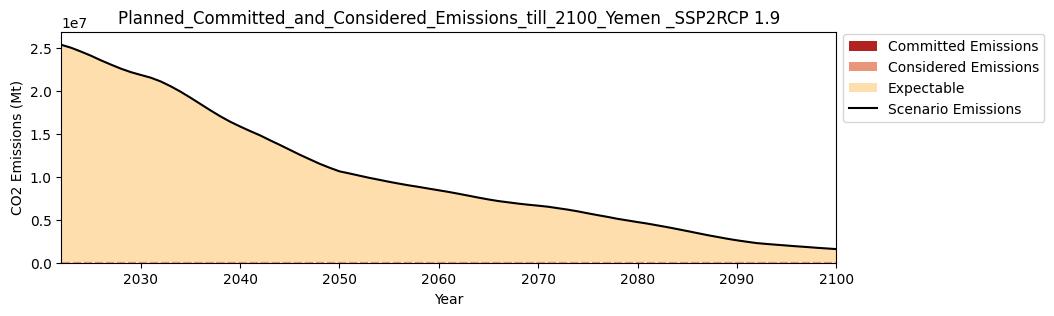 Planned_Committed_and_Considered_Emissions_till_2100_Yemen _SSP2RCP 1.9
1e7
2.5
2.0
1.5
1.0
0.5
0.0
CO2 Emissions (Mt)
2030 2040 2050 2060 2070 2080 2090 2100
Year
Committed Emissions
Considered Emissions
Expectable
Scenario Emissions